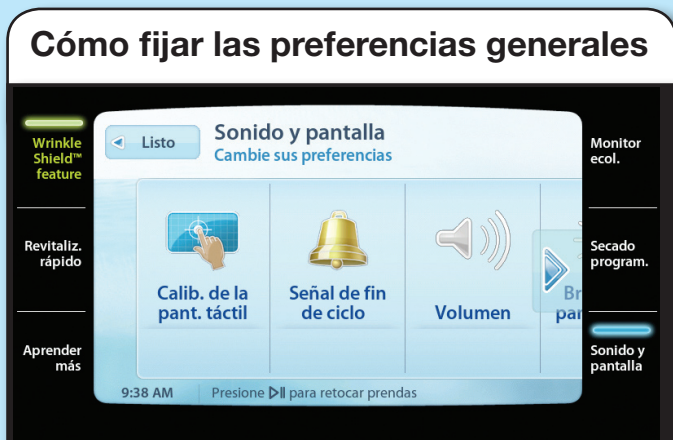 Cómo fijar las preferencias generales
Wrinkle
Shield™
feature
Revitaliz.
rápido
Aprender
más
Listo
Sonido y pantalla
Cambie sus preferencias
Calib. de la
pant. táctil
Señal de fin
de ciclo
Volumen
9:38 AM
Presione ▷|| para retocar prendas
Monitor
ecol.
Secado
program.
Sonido y
pantalla